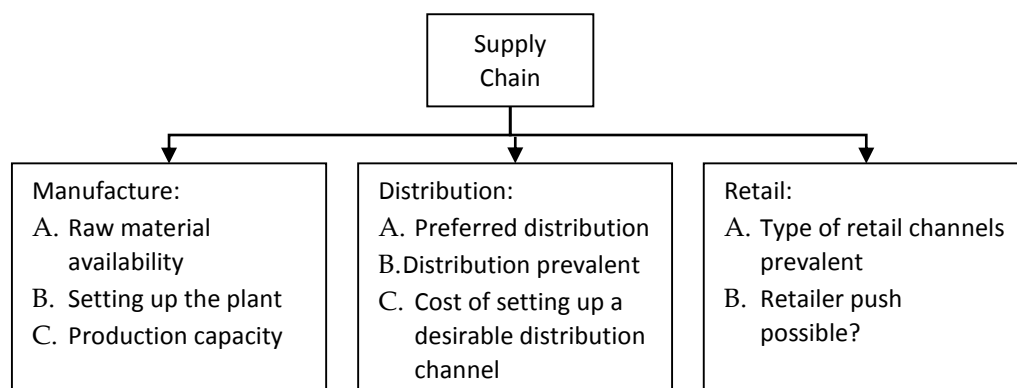 Supply
Chain
Manufacture:
A. Raw material
availability
B. Setting up the plant
C. Production capacity
Distribution:
A. Preferred distribution
B.Distribution prevalent
C. Cost of setting up a
desirable distribution
channel
Retail:
A. Type of retail channels
prevalent
B. Retailer push
possible?